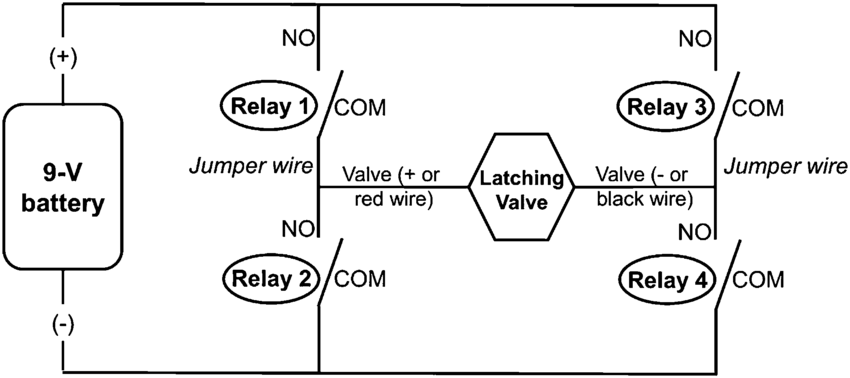 (+)
NO
NO
Relay 1
COM
Relay 3
COM
9-V
battery
Jumper wire
Valve (+ or
red wire)
Latching
Valve
Valve (- or
black wire)
Jumper wire
NO
NO
Relay 2
COM
Relay 4
COM
(-)